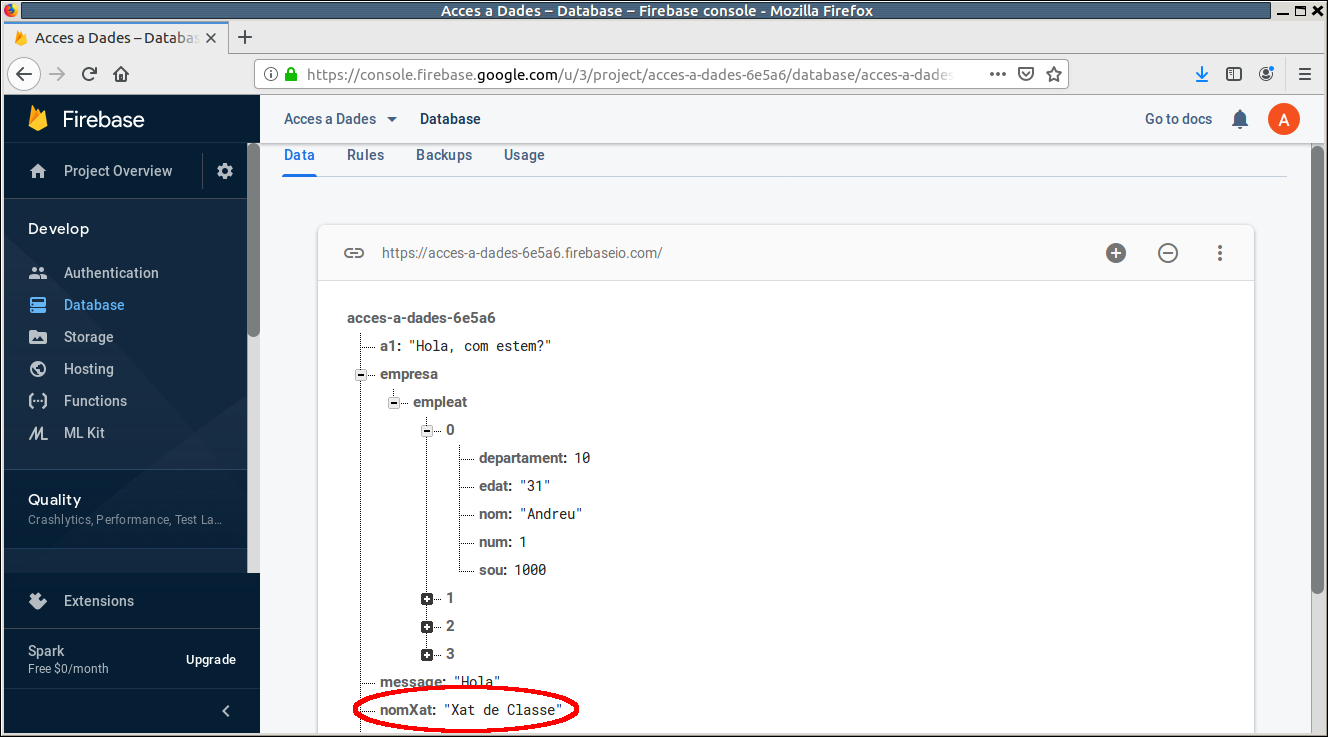 Acces a Dades – Database – Firebase console - Mozilla Firefox
Acces a Dades – Databas
https://console.firebase.google.com/u/3/project/acces-a-dades-6e5a6/database/acces-a-dades
Firebase
Acces a Dades Database Go to docs A
Project Overview
Data Rules Backups Usage
Develop
Authentication
Database
Storage
Hosting
Functions
ML Kit
Quality
Crashlytics, Performance, Test La...
Extensions
Spark
Free $0/month
Upgrade
https://acces-a-dades-6e5a6.firebaseio.com/
acces-a-dades-6e5a6
a1: "Hola, com estem?"
empresa
empleat
0
departament: 10
edat: "31"
nom: "Andreu"
num: 1
sou: 1000
1
2
3
message: "Hola"
nomXat: "Xat de Classe"